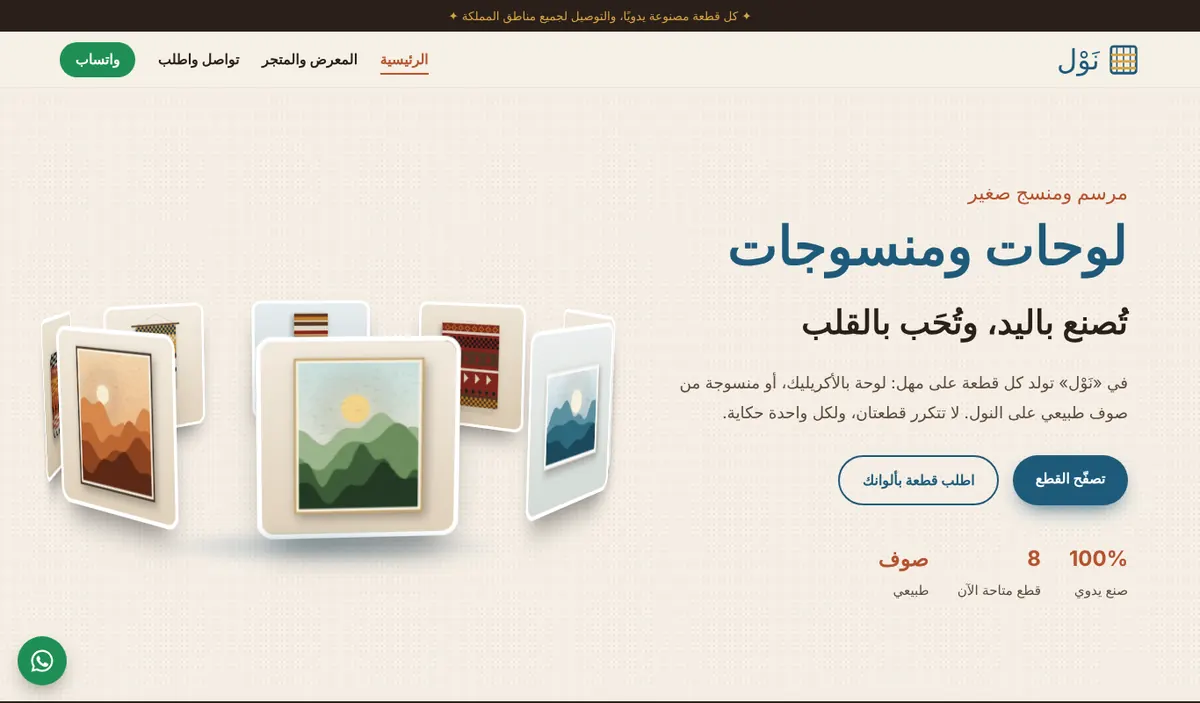 ✦ كل قطعة مصنوعة يدويًا، والتوصيل لجميع مناطق المملكة ✦
نَوْل
الرئيسية
المعرض والمتجر
تواصل واطلب
واتساب
مرسم ومنسج صغير
لوحات ومنسوجات
تُصنع باليد، وتُحَب بالقلب
في «نَوْل» تولد كل قطعة على مهل: لوحة بالأكريليك، أو منسوجة من
صوف طبيعي على النول. لا تتكرر قطعتان، ولكل واحدة حكاية.
تصفّح القطع
اطلب قطعة بألوانك
100%
صنع يدوي
8
قطع متاحة الآن
صوف
طبيعي